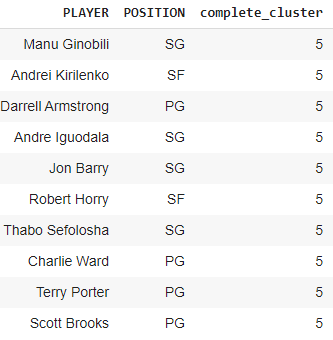 PLAYER POSITION complete_cluster
Manu Ginobili SG 5
Andrei Kirilenko SF 5
Darrell Armstrong PG 5
Andre Iguodala SG 5
Jon Barry SG 5
Robert Horry SF 5
Thabo Sefolosha SG 5
Charlie Ward PG 5
Terry Porter PG 5
Scott Brooks PG 5